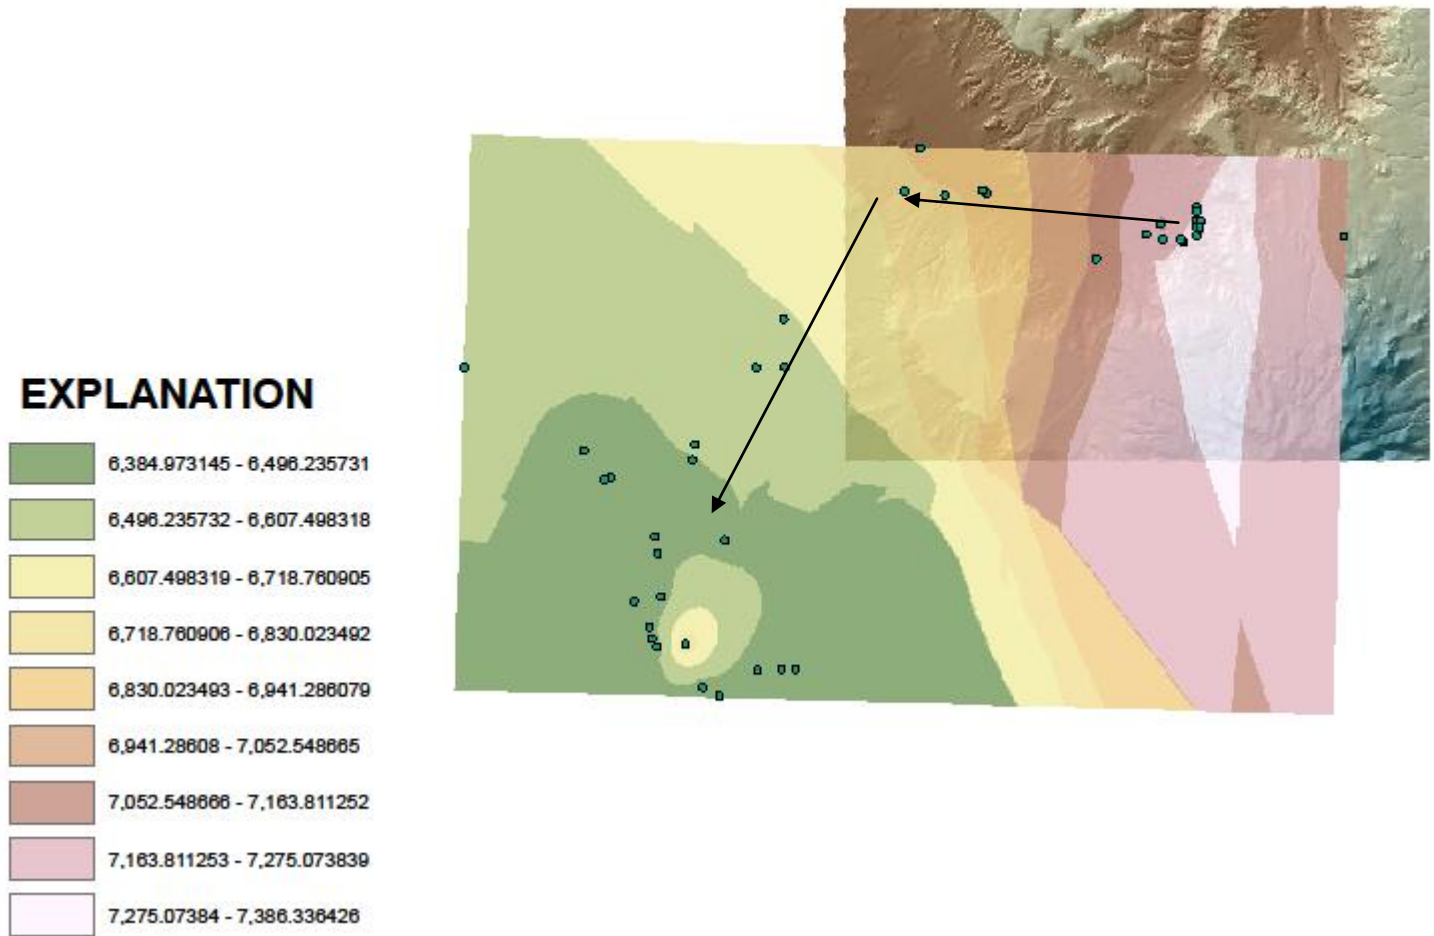 EXPLANATION
6,384.973145 - 6,496.235731
6,496.235732 - 6,607.498318
6,607.498319 - 6,718.760905
6,718.760906 - 6,830.023492
6,830.023493 - 6,941.286079
6,941.28608 - 7,052.548665
7,052.548666 - 7,163.811252
7,163.811253 - 7,275.073839
7,275.07384 - 7,386.336426